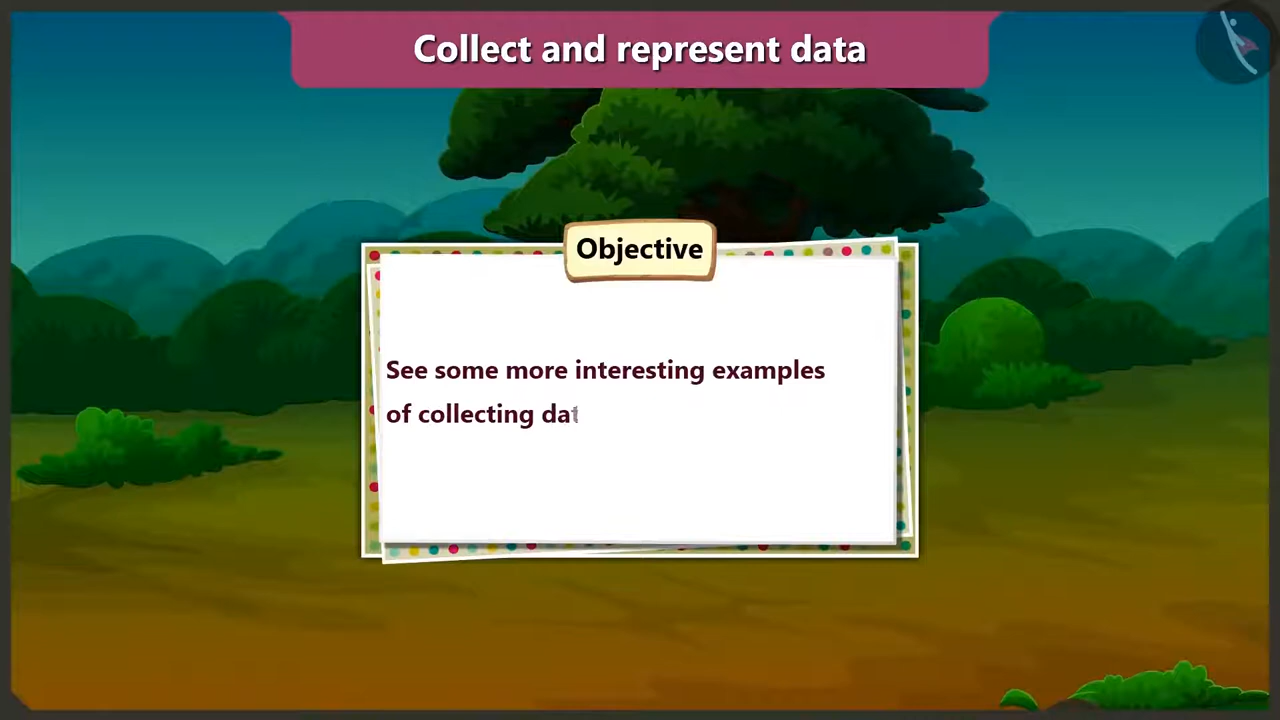 Collect and represent data
Objective
See some more interesting examples
of collecting dat